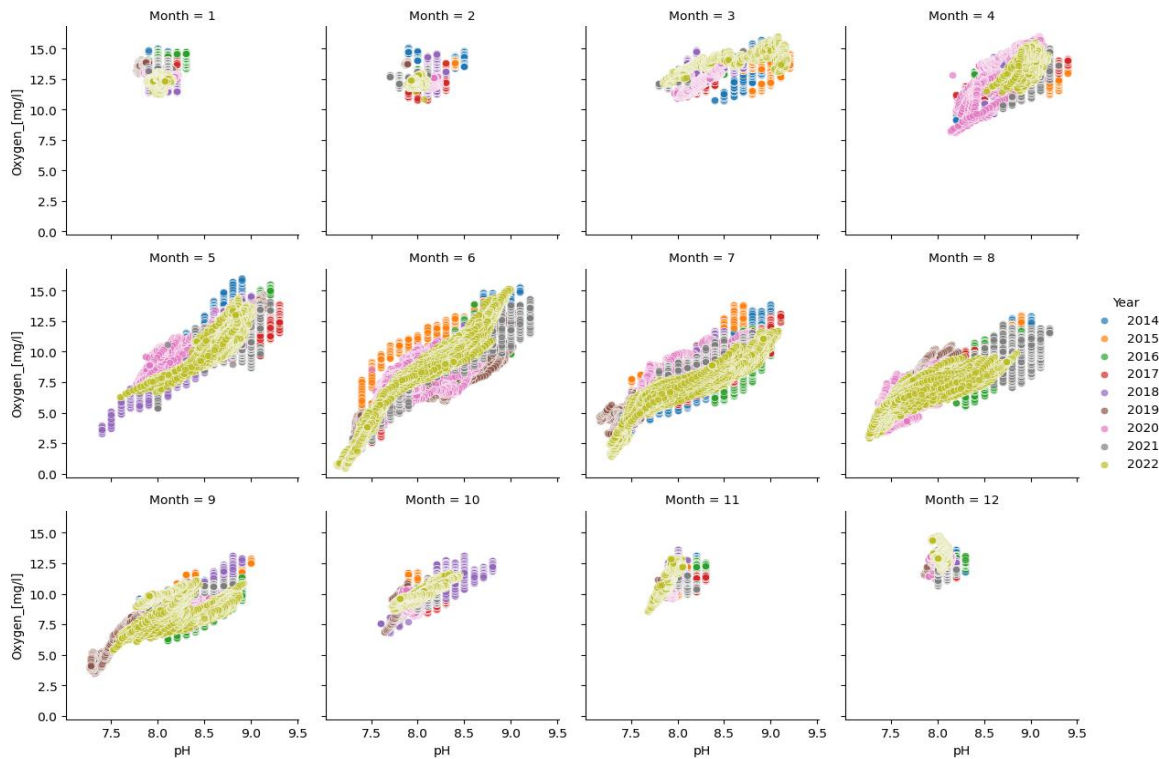 Month = 1
Month = 2
Month = 3
Month = 4
15.0
12.5
10.0
7.5
5.0
2.5
0.0
Oxygen_[mg/l]
Month = 5
Month = 6
Month = 7
Month = 8
15.0
12.5
10.0
7.5
5.0
2.5
0.0
Oxygen_[mg/l]
Year
2014
2015
2016
2017
2018
2019
2020
2021
2022
Month = 9
Month = 10
Month = 11
Month = 12
15.0
12.5
10.0
7.5
5.0
2.5
0.0
Oxygen_[mg/l]
7.5 8.0 8.5 9.0 9.5
7.5 8.0 8.5 9.0 9.5
7.5 8.0 8.5 9.0 9.5
7.5 8.0 8.5 9.0 9.5
pH
pH
pH
pH